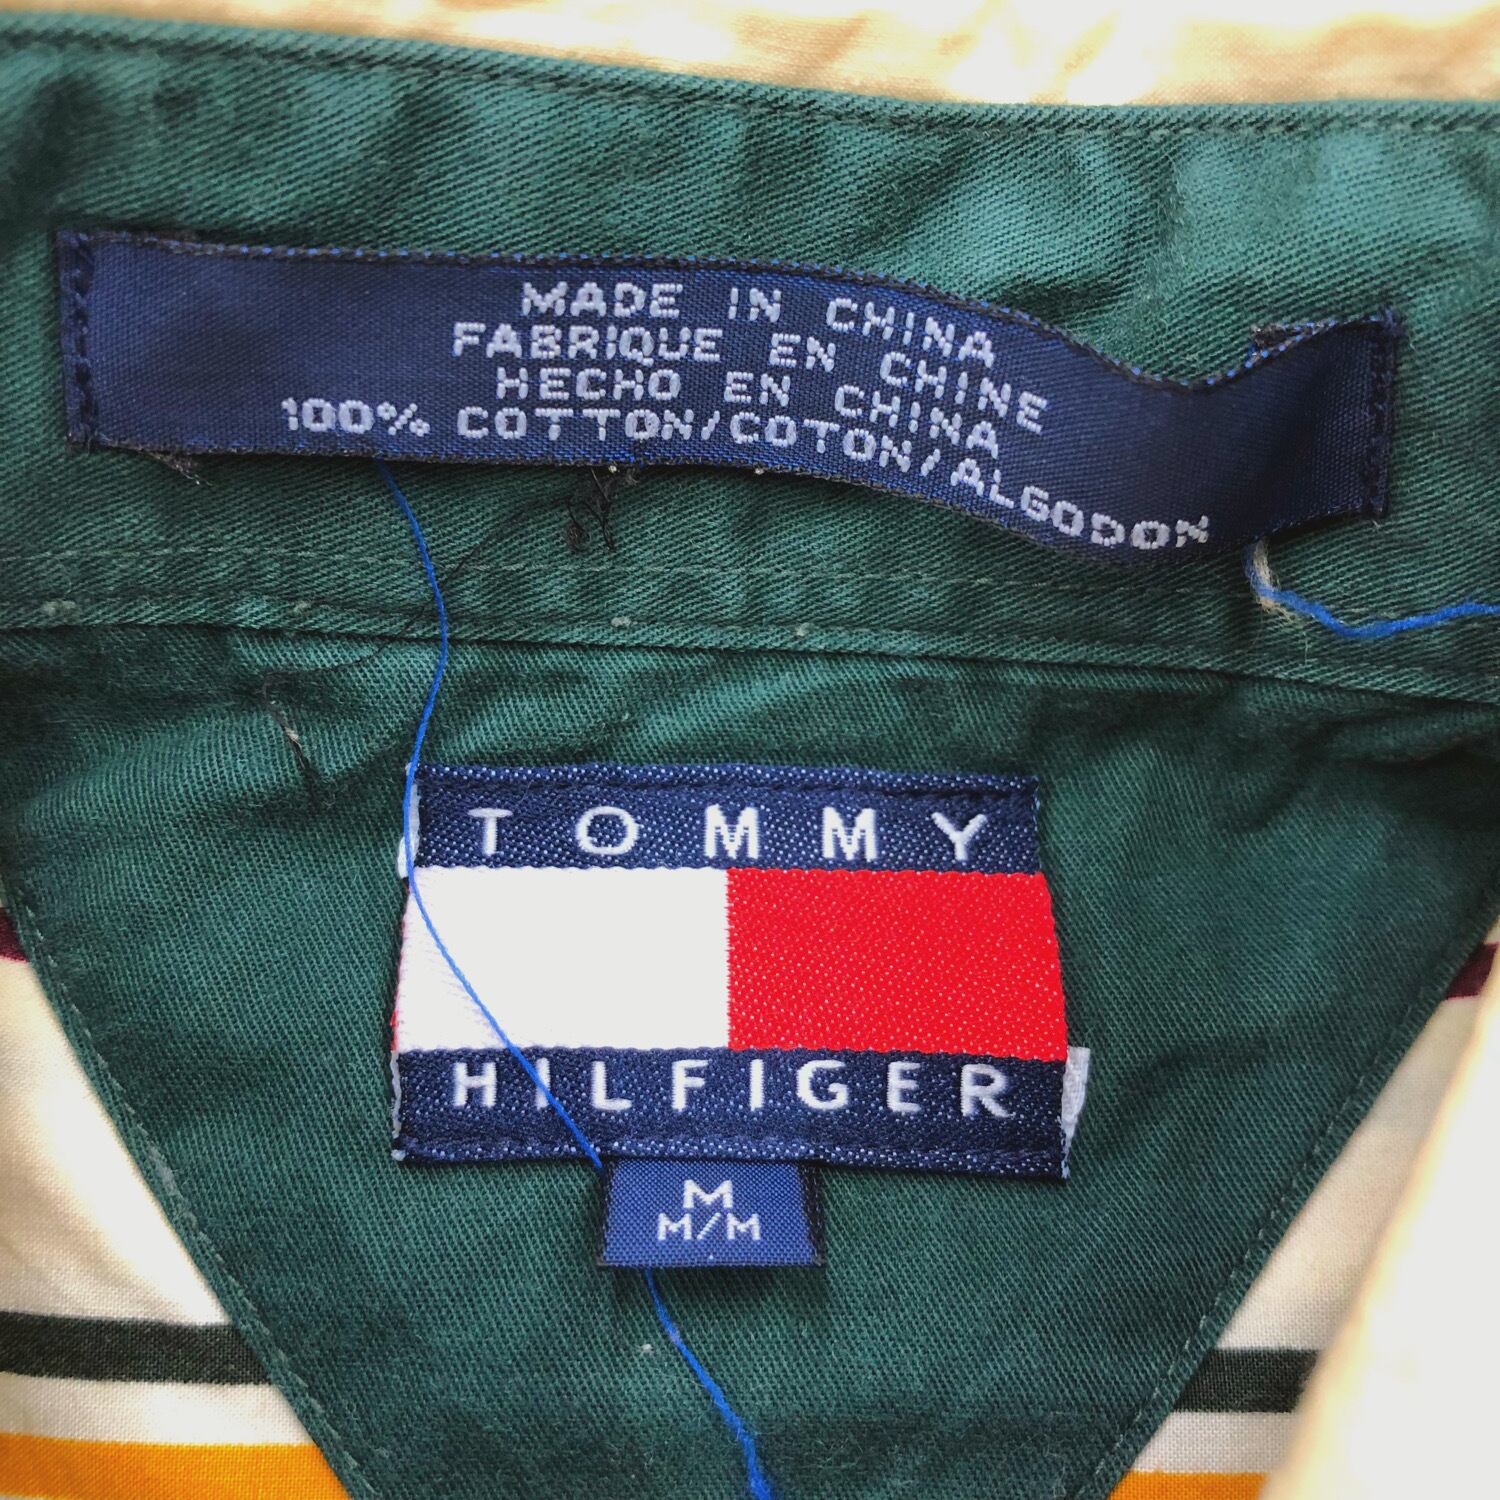 MADE IN CHINA
FABRIQUE EN CHINE
HECHO EN CHINA
100% COTTON/COTON/ALGODON
TOMMY
HILFIGER
M
M/M